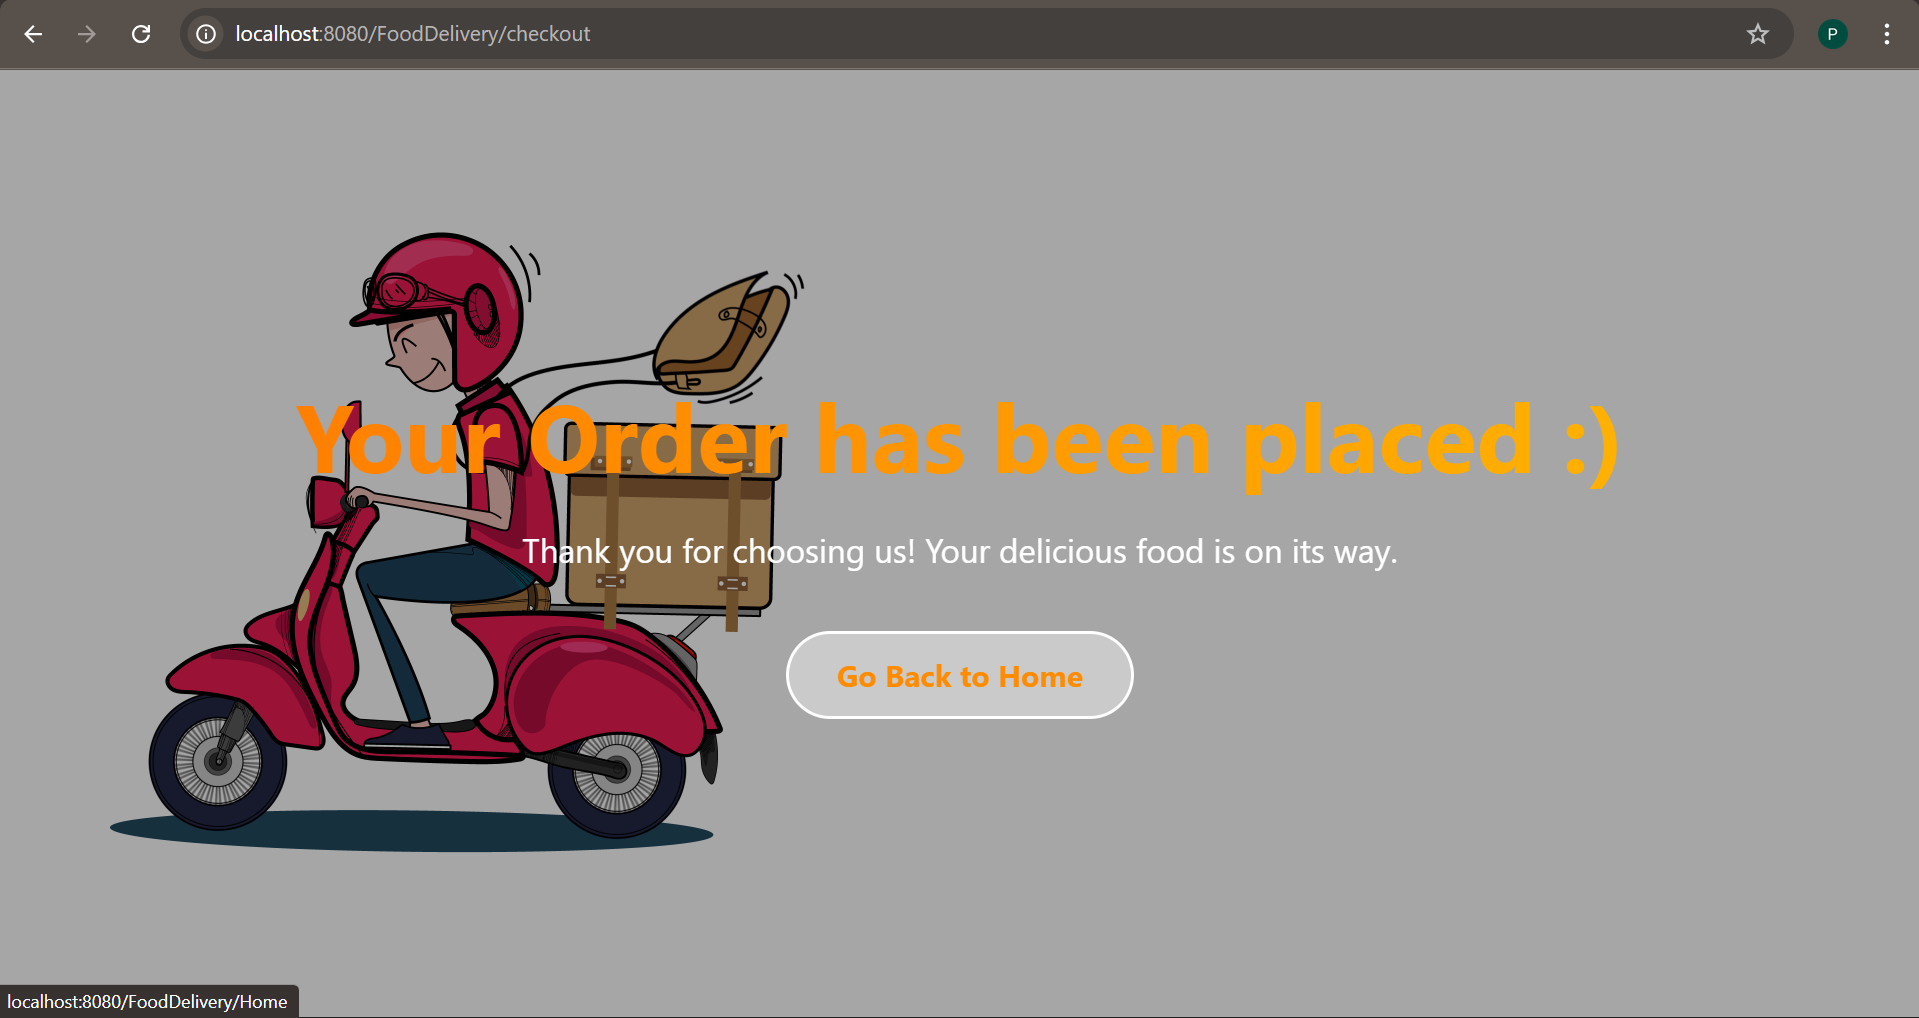 localhost:8080/FoodDelivery/checkout
P
Your Order has been placed :)
Thank you for choosing us! Your delicious food is on its way.
Go Back to Home
localhost:8080/FoodDelivery/Home